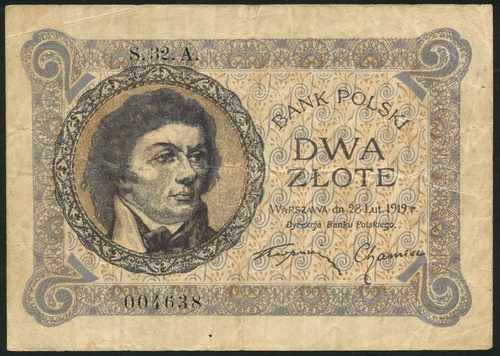 S. 32. A.
BANK POLSKI
DWA
ZŁOTE
WARSZAWA dn 28 Lut. 1919 r.
Dyrekcja Banku Polskiego.
004638